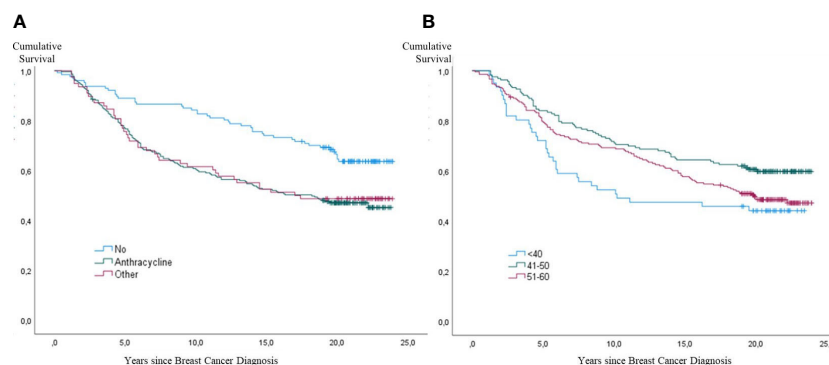 A
Cumulative
Survival
1,0
0,8
0,6
0,4
0,2
0,0
No
Anthracycline
Other
,0
5,0
10,0
15,0
20,0
25,0
Years since Breast Cancer Diagnosis
B
Cumulative
Survival
1,0
0,8
0,6
0,4
0,2
0,0
<40
41-50
51-60
,0
5,0
10,0
15,0
20,0
25,0
Years since Breast Cancer Diagnosis